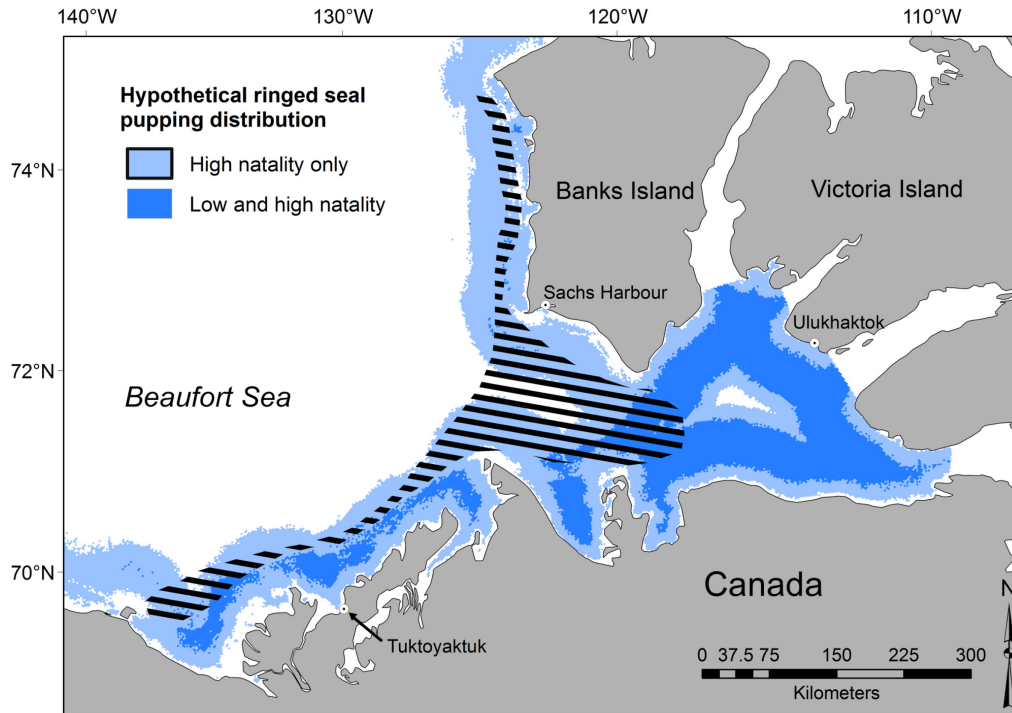 140°W 130°W 120°W 110°W
Hypothetical ringed seal
pupping distribution
High natality only
Low and high natality
74°N
72°N
70°N
Banks Island
Victoria Island
Sachs Harbour
Ulukhaktok
Beaufort Sea
Canada
Tuktoyaktuk
N
0 37.5 75 150 225 300
Kilometers